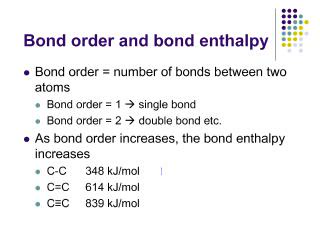 Bond order and bond enthalpy
Bond order = number of bonds between two
atoms
Bond order = 1 → single bond
Bond order = 2 → double bond etc.
As bond order increases, the bond enthalpy
increases
C-C 348 kJ/mol
C=C 614 kJ/mol
C≡C 839 kJ/mol